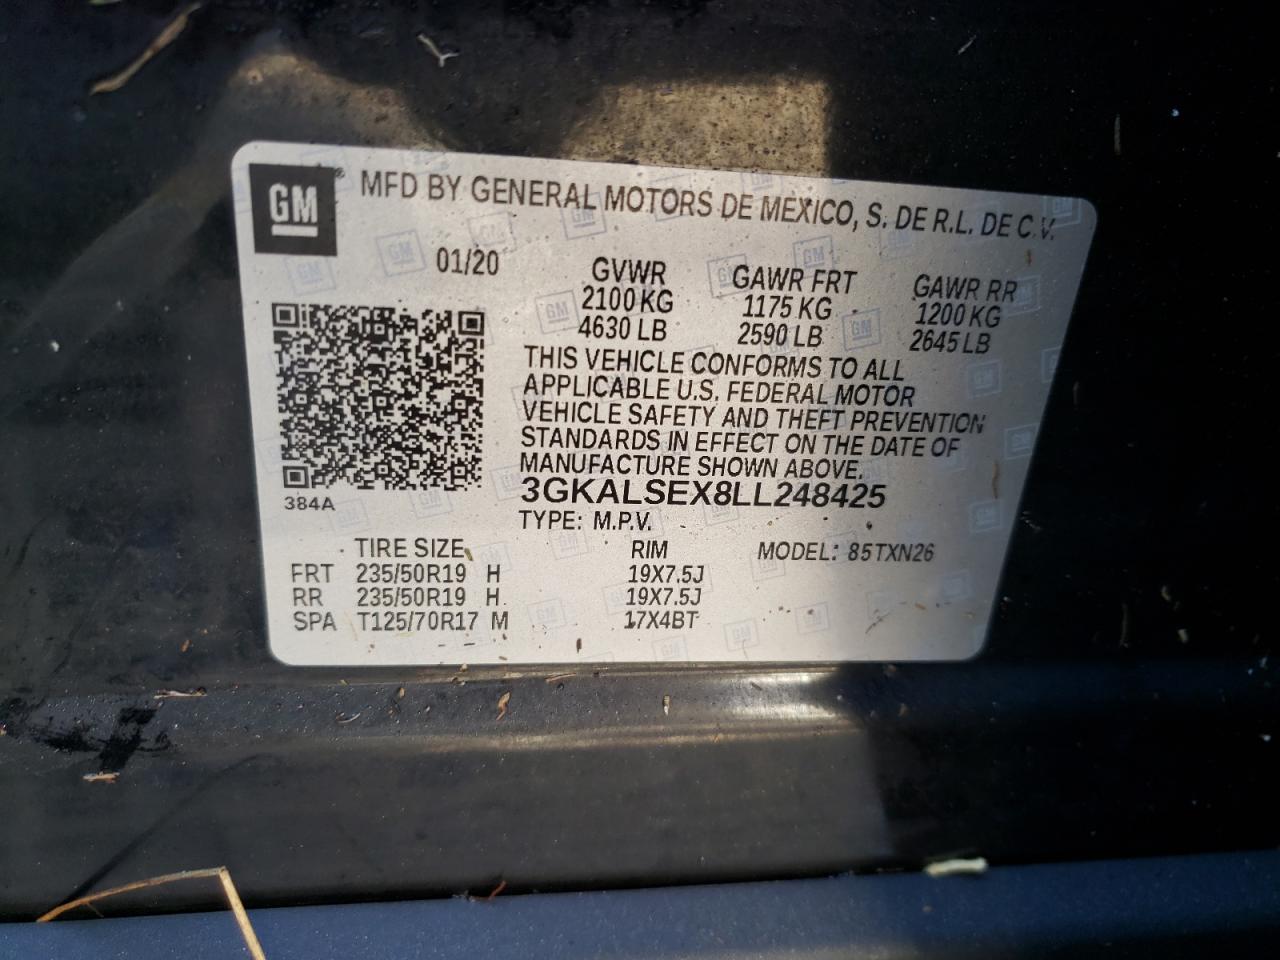 GM ® MFD BY GENERAL MOTORS DE MEXICO, S. DE R.L. DE C.V.
01/20
GVWR GAWR FRT GAWR RR
2100 KG 1175 KG 1200 KG
4630 LB 2590 LB 2645 LB
THIS VEHICLE CONFORMS TO ALL
APPLICABLE U.S. FEDERAL MOTOR
VEHICLE SAFETY AND THEFT PREVENTION
STANDARDS IN EFFECT ON THE DATE OF
MANUFACTURE SHOWN ABOVE.
3GKALSEX8LL248425
384A
TYPE: M.P.V.
TIRE SIZE RIM MODEL: 85TXN26
FRT 235/50R19 H 19X7.5J
RR 235/50R19 H 19X7.5J
SPA T125/70R17 M 17X4BT